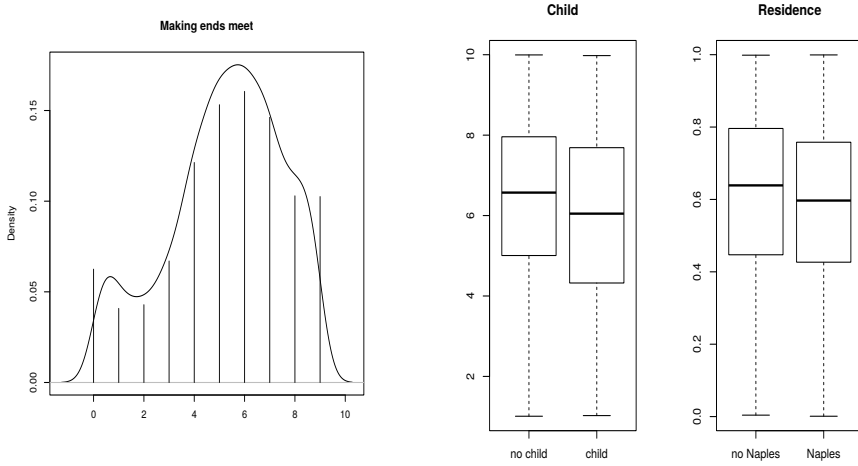 Making ends meet
Density
0.15
0.10
0.05
0.00
0 2 4 6 8 10
Child
10
8
6
4
2
no child child
Residence
1.0
0.8
0.6
0.4
0.2
0.0
no Naples Naples